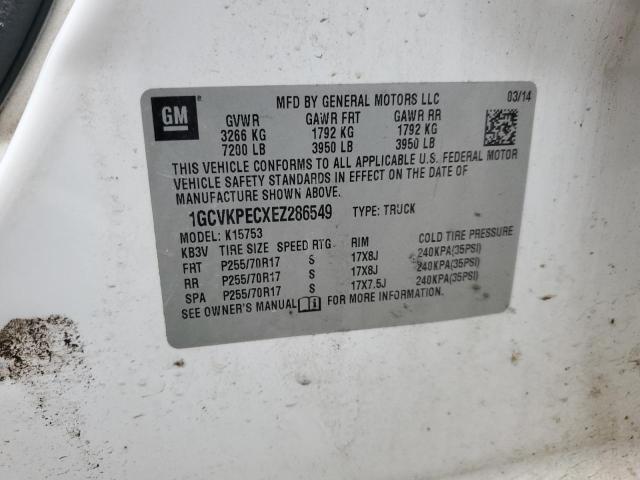 GM
®
MFD BY GENERAL MOTORS LLC 03/14
GVWR GAWR FRT GAWR RR
3266 KG 1792 KG 1792 KG
7200 LB 3950 LB 3950 LB
THIS VEHICLE CONFORMS TO ALL APPLICABLE U.S. FEDERAL MOTOR
VEHICLE SAFETY STANDARDS IN EFFECT ON THE DATE OF
MANUFACTURE SHOWN ABOVE.
1GCVKPECXEZ286549 TYPE: TRUCK
MODEL: K15753
KB3V TIRE SIZE SPEED RTG RIM COLD TIRE PRESSURE
FRT P255/70R17 S 17X8J 240KPA(35PSI)
RR P255/70R17 S 17X8J 240KPA(35PSI)
SPA P255/70R17 S 17X7.5J 240KPA(35PSI)
SEE OWNER'S MANUAL FOR MORE INFORMATION.